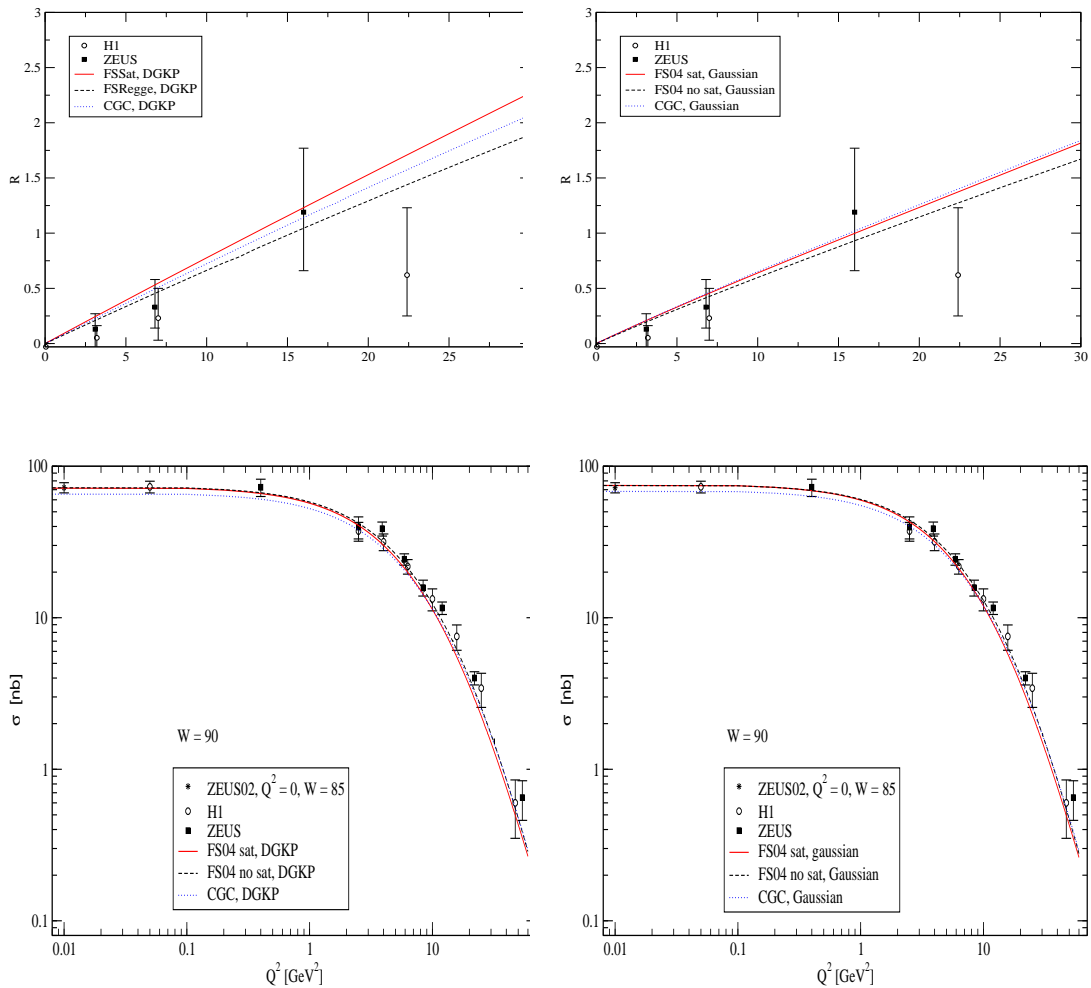 3
2.5
2
1.5
1
0.5
0
R
0
5
10
15
20
25
H1
ZEUS
FSSat, DGKP
FSRegge, DGKP
CGC, DGKP
3
2.5
2
1.5
1
0.5
0
R
0
5
10
15
20
25
30
H1
ZEUS
FS04 sat, Gaussian
FS04 no sat, Gaussian
CGC, Gaussian
100
10
1
0.1
σ [nb]
W = 90
ZEUS02, Q² = 0, W = 85
H1
ZEUS
FS04 sat, DGKP
FS04 no sat, DGKP
CGC, DGKP
0.01
0.1
1
10
Q² [GeV²]
100
10
1
0.1
σ [nb]
W = 90
ZEUS02, Q² = 0, W = 85
H1
ZEUS
FS04 sat, gaussian
FS04 no sat, Gaussian
CGC, Gaussian
0.01
0.1
1
10
Q² [GeV²]